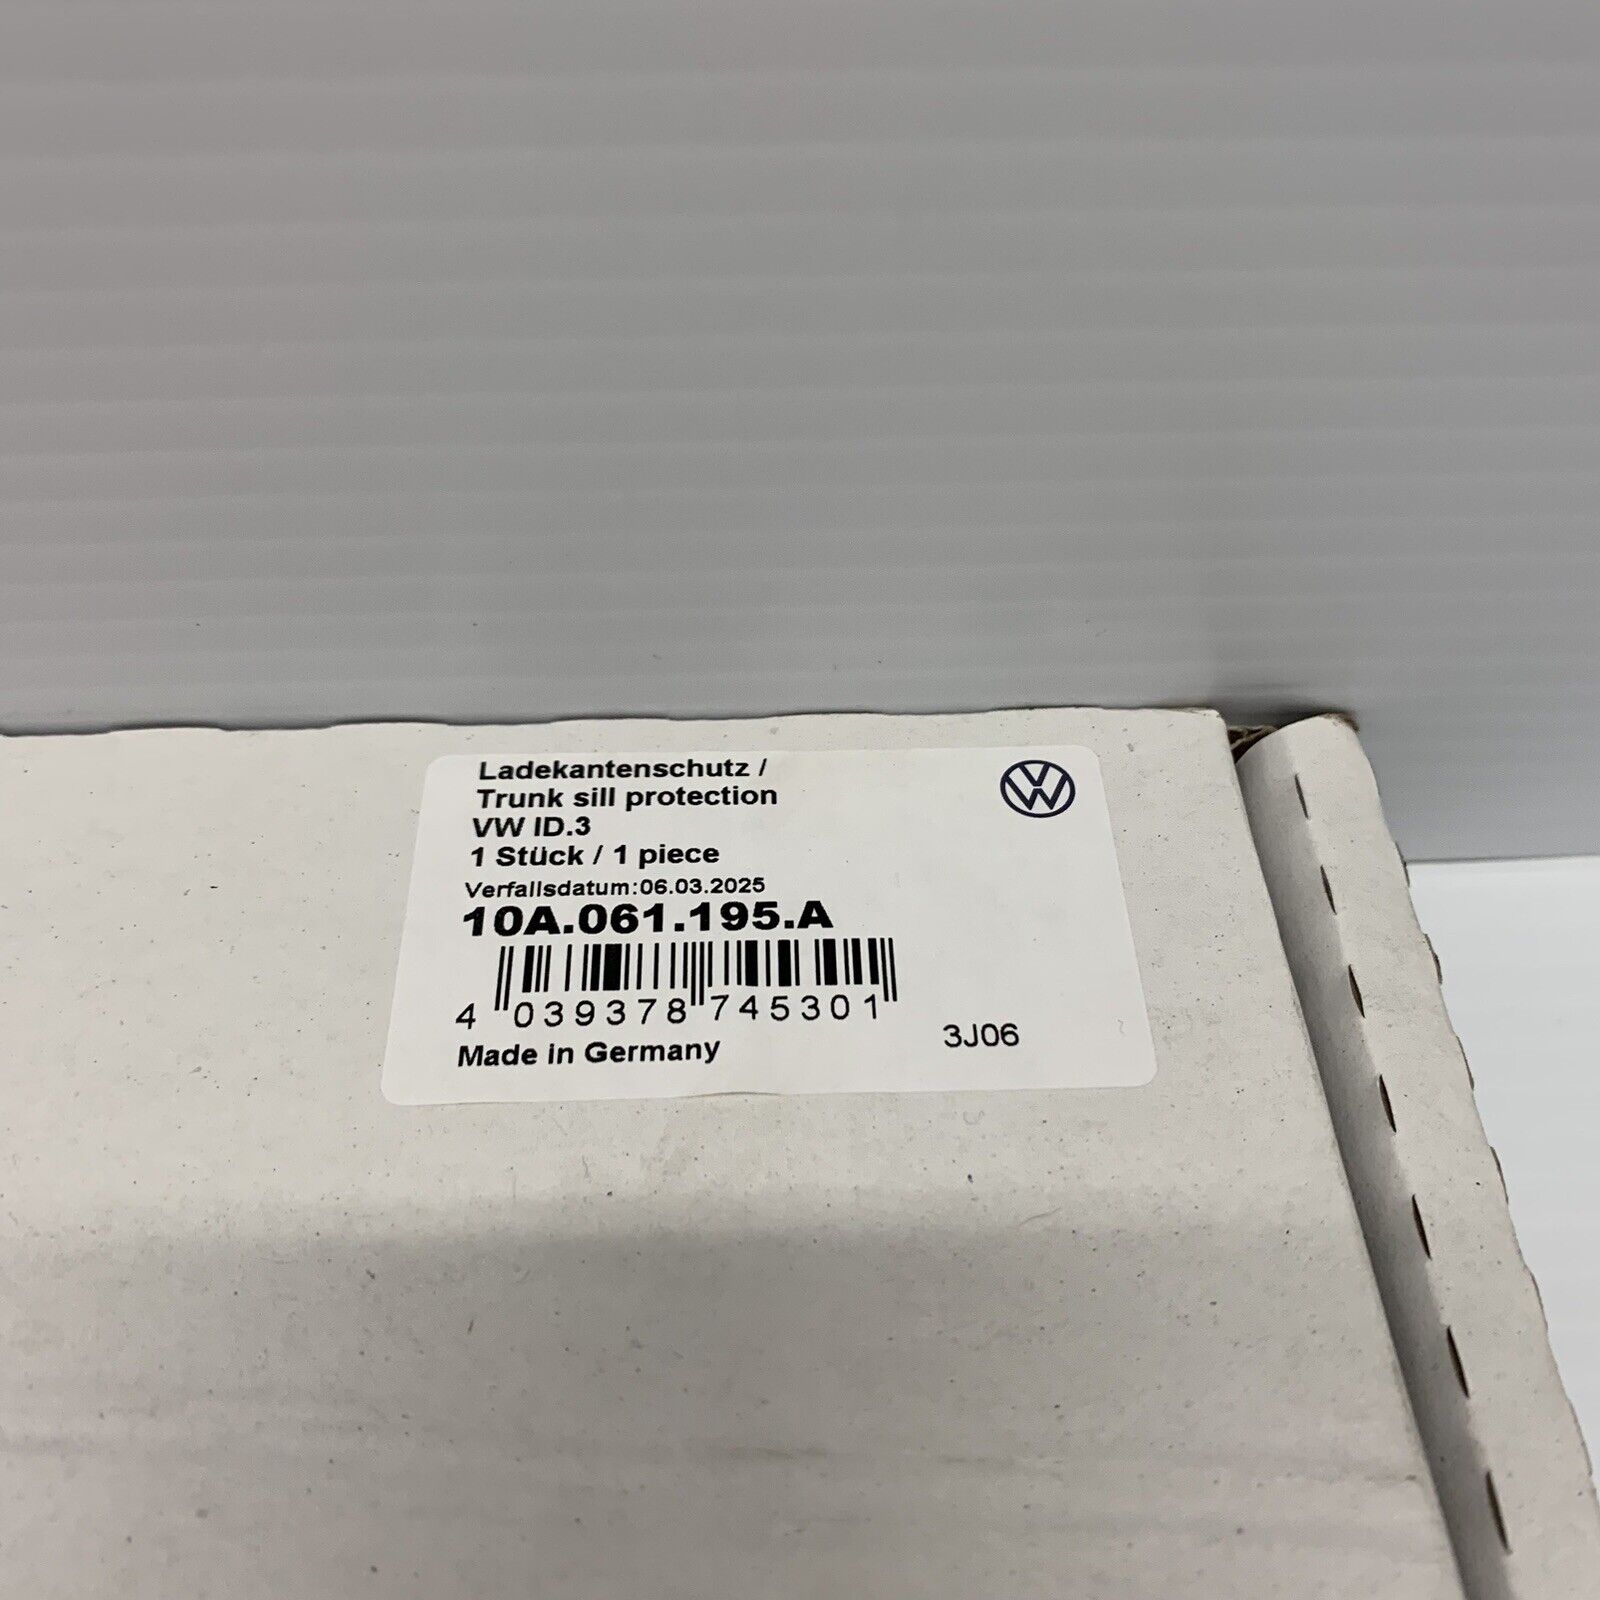 Ladekantenschutz /
Trunk sill protection
VW ID.3
1 Stück / 1 piece
Verfallsdatum:06.03.2025
10A.061.195.A
4 039378 745301
3J06
Made in Germany